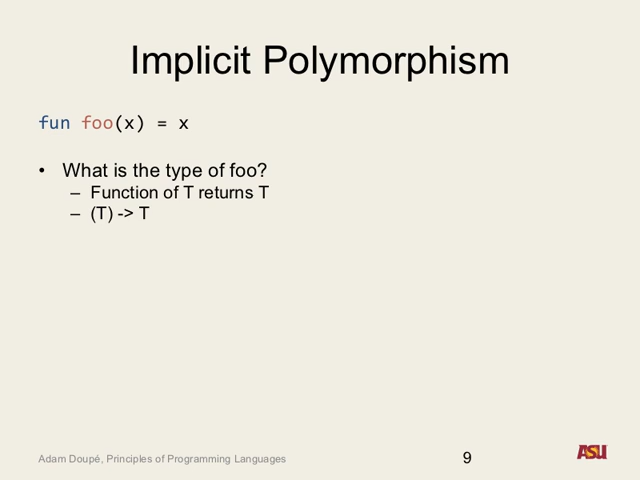 Implicit Polymorphism
fun foo(x) = x
• What is the type of foo?
– Function of T returns T
– (T) -> T
Adam Doupé, Principles of Programming Languages
9
ASU